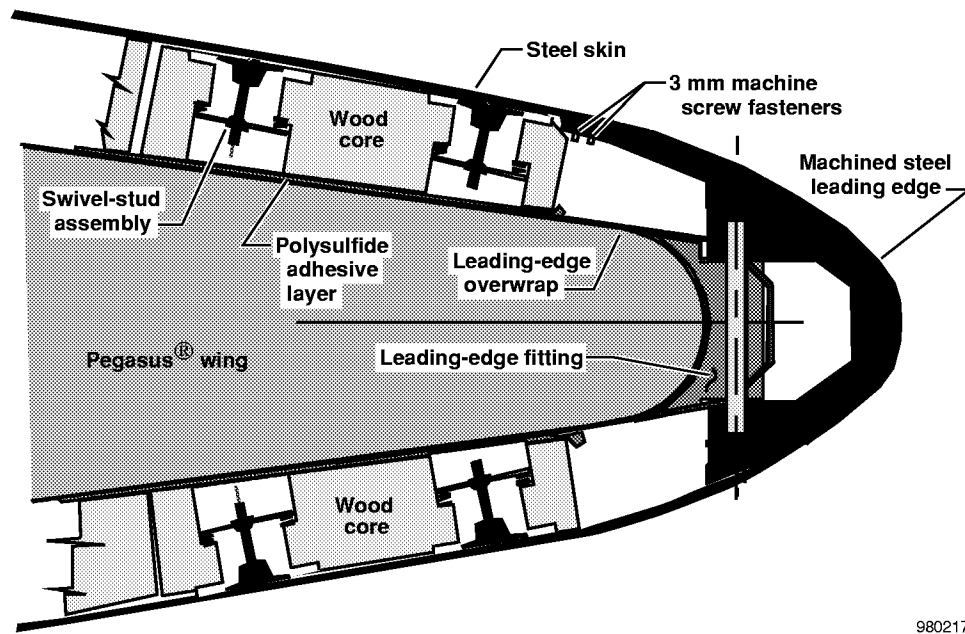 Steel skin
3 mm machine
screw fasteners
Wood
core
Machined steel
leading edge
Swivel-stud
assembly
Polysulfide
adhesive
layer
Leading-edge
overwrap
Pegasus® wing
Leading-edge fitting
Wood
core
980217